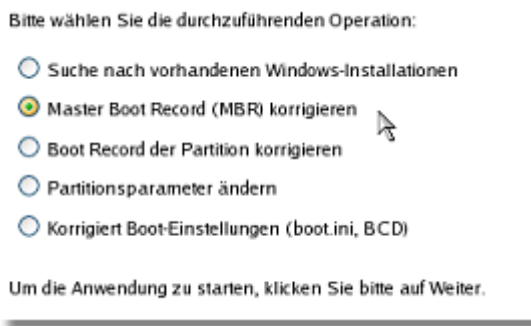 Bitte wählen Sie die durchzuführenden Operation:
Suche nach vorhandenen Windows-Installationen
Master Boot Record (MBR) korrigieren
Boot Record der Partition korrigieren
Partitionsparameter ändern
Korrigiert Boot-Einstellungen (boot.ini, BCD)
Um die Anwendung zu starten, klicken Sie bitte auf Weiter.